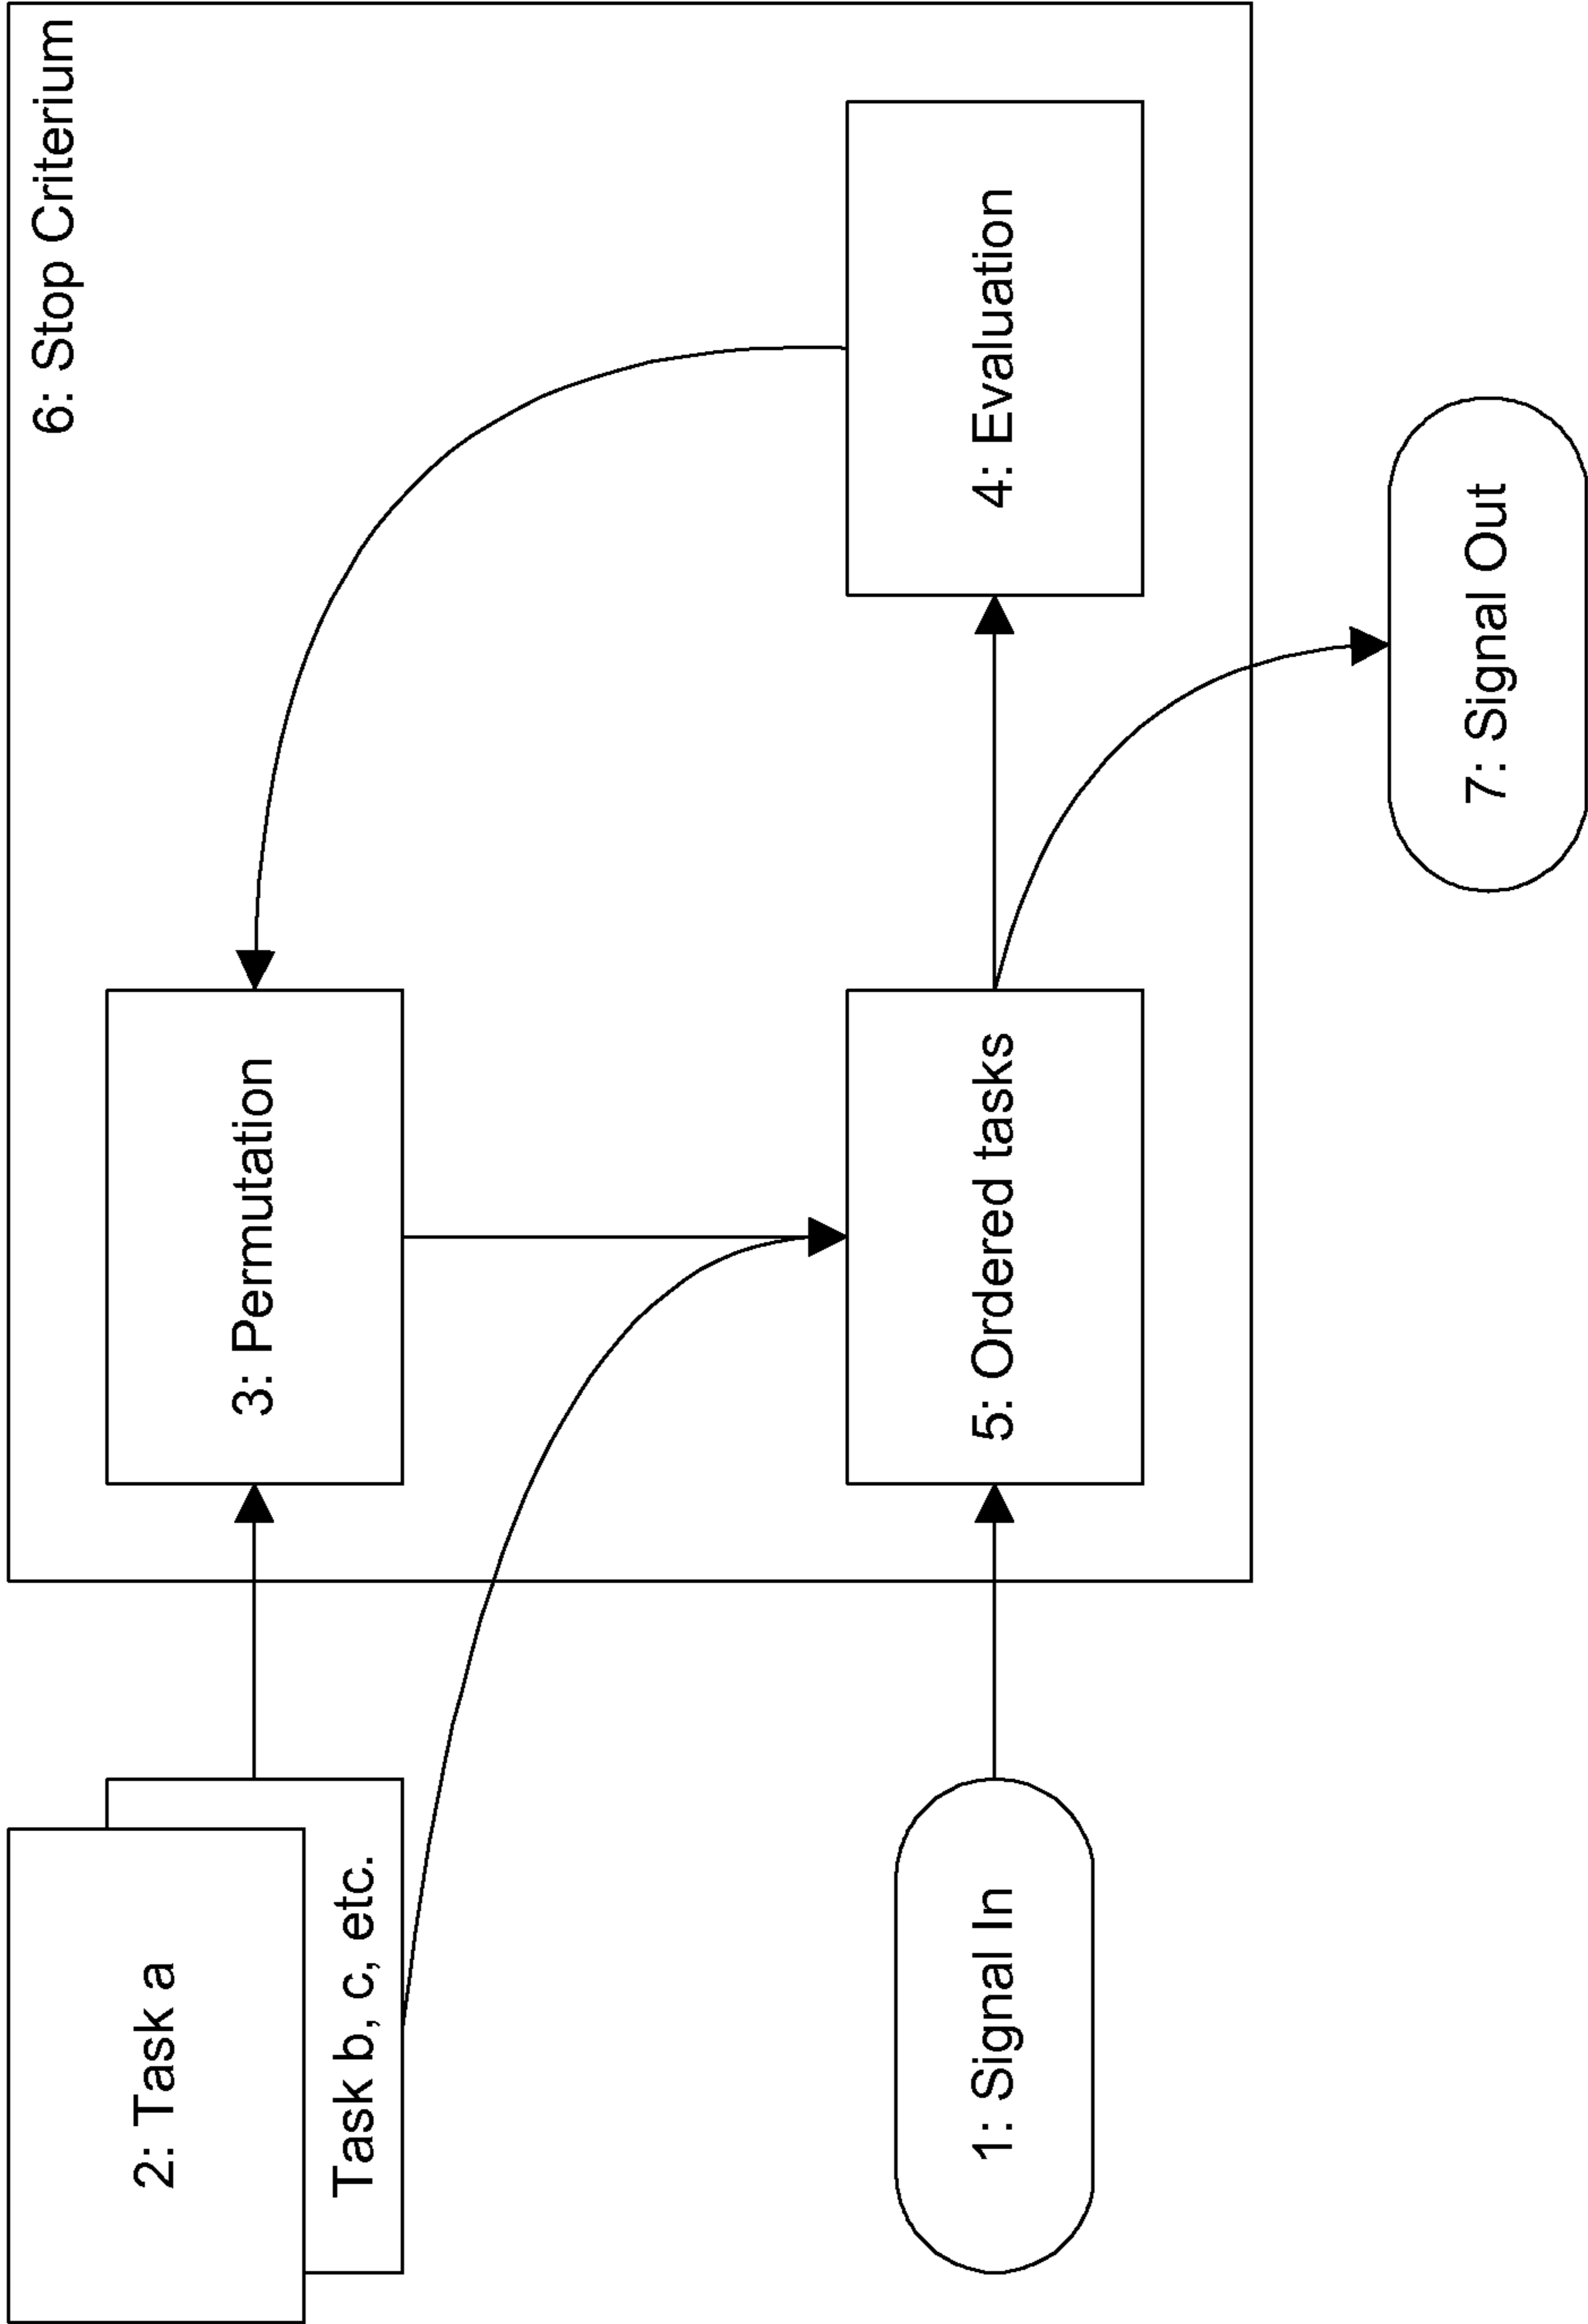 6: Stop Criterium
2: Task a
Task b, c, etc.
3: Permutation
1: Signal In
5: Ordered tasks
4: Evaluation
7: Signal Out